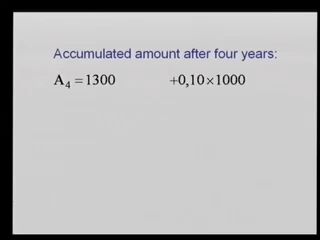 Accumulated amount after four years:
A₄ = 1300 +0,10×1000